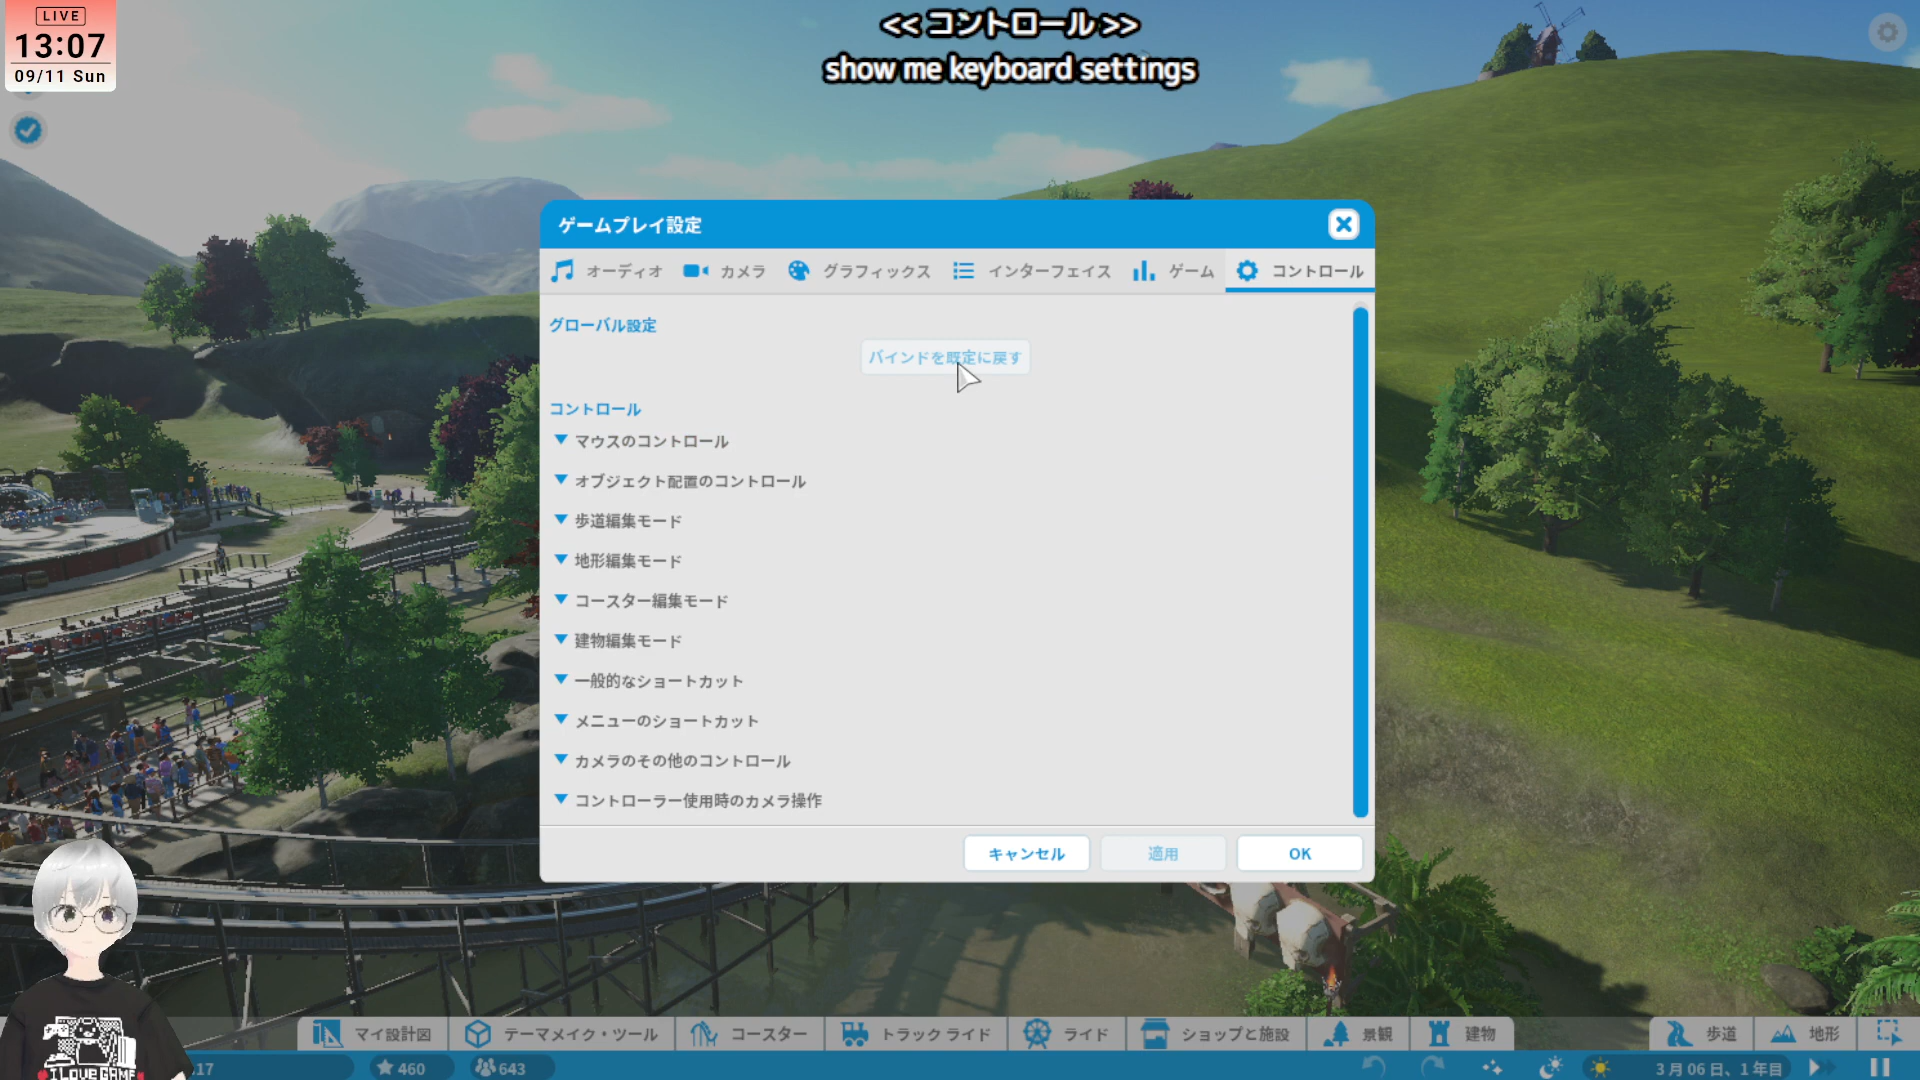 LIVE
13:07
09/11 Sun
<< コントロール >>
show me keyboard settings
ゲームプレイ設定
オーディオ
カメラ
グラフィックス
インターフェイス
ゲーム
コントロール
グローバル設定
バインドを既定に戻す
コントロール
マウスのコントロール
オブジェクト配置のコントロール
歩道編集モード
地形編集モード
コースター編集モード
建物編集モード
一般的なショートカット
メニューのショートカット
カメラのその他のコントロール
コントローラー使用時のカメラ操作
キャンセル
適用
OK
マイ設計図
テーマメイク・ツール
コースター
トラック ライド
ライド
ショップと施設
景観
建物
歩道
地形
I LOVE GAME
.17
460
643
3 月 06 日、1 年目